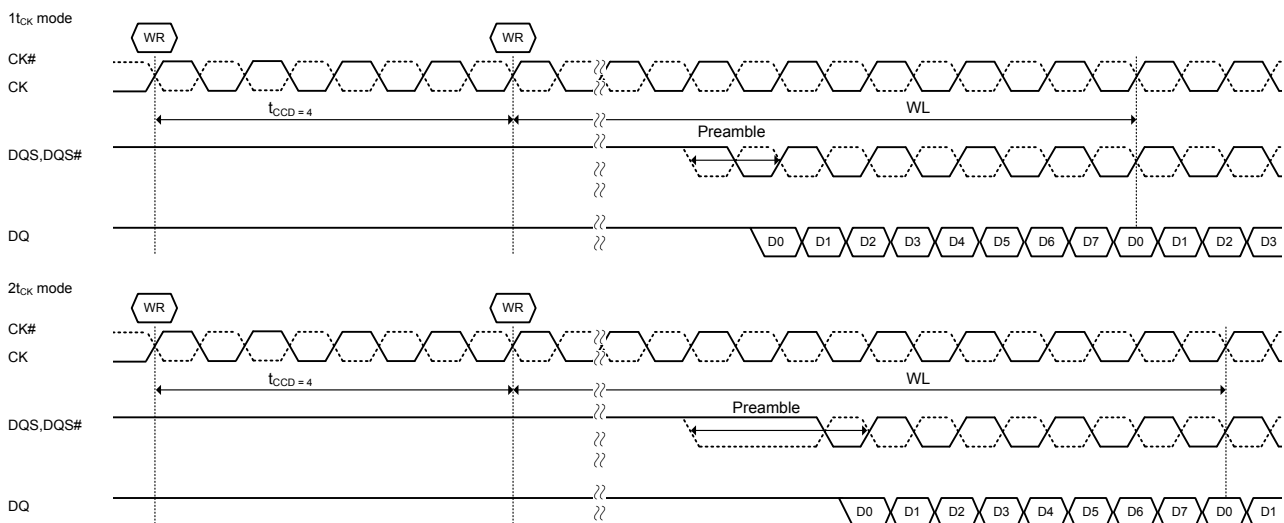 1tCK mode
WR WR
CK#
CK
tCCD = 4 WL
Preamble
DQS,DQS#
DQ D0 D1 D2 D3 D4 D5 D6 D7 D0 D1 D2 D3
2tCK mode
WR WR
CK#
CK
tCCD = 4 WL
Preamble
DQS,DQS#
DQ D0 D1 D2 D3 D4 D5 D6 D7 D0 D1